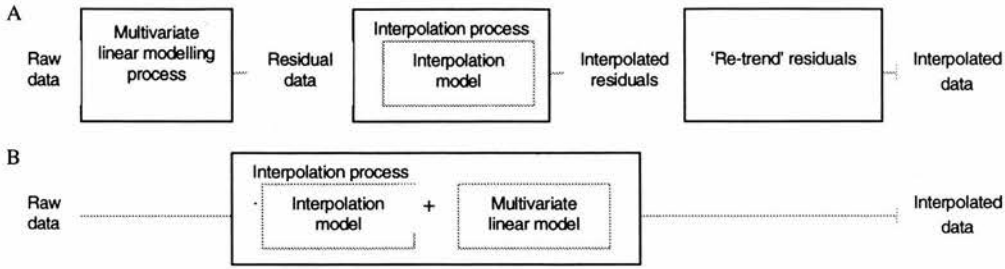 A
Raw
data
Multivariate
linear modelling
process
Residual
data
Interpolation process
Interpolation
model
Interpolated
residuals
'Re-trend' residuals
Interpolated
data
B
Raw
data
Interpolation process
Interpolation
model
+
Multivariate
linear model
Interpolated
data